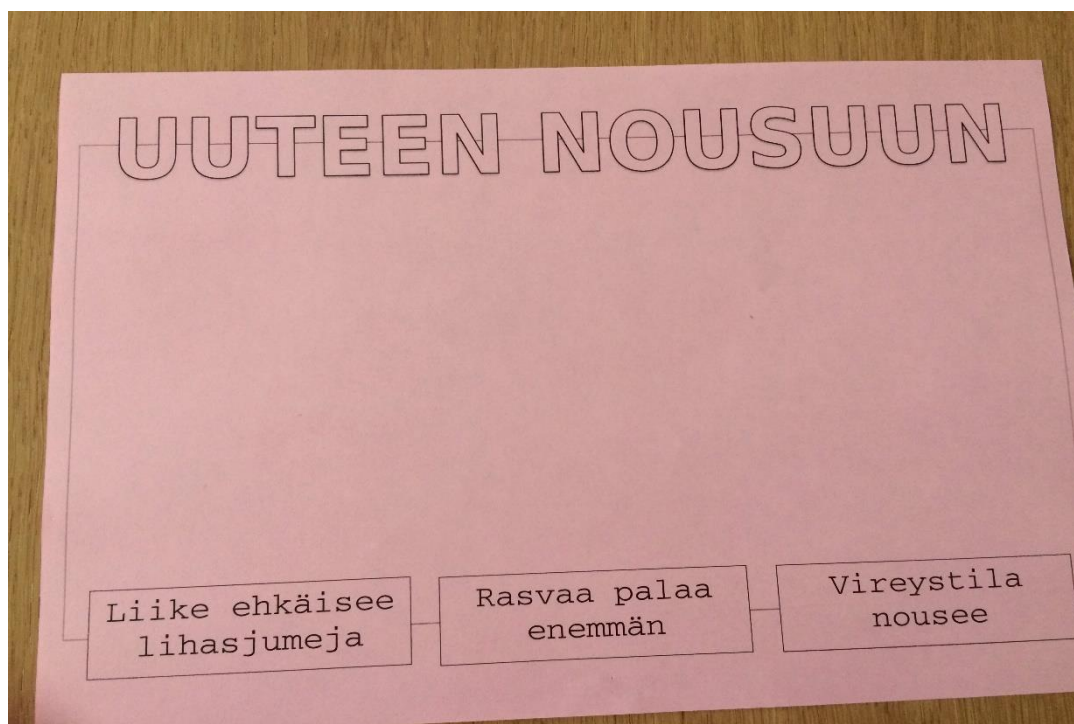 UUTEEN NOUSUUN
Liike ehkäisee
lihasjumeja
Rasvaa palaa
enemmän
Vireystila
nousee